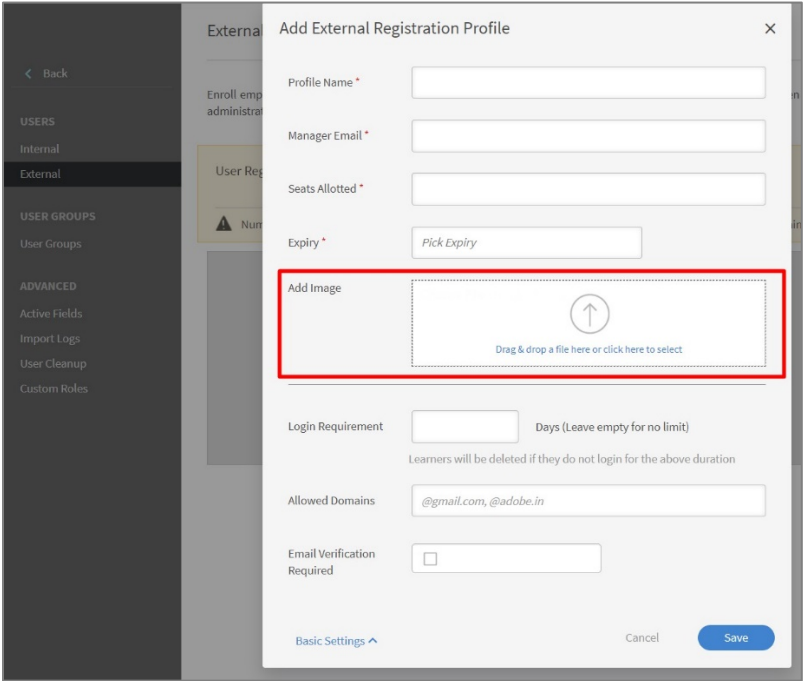 External
Add External Registration Profile
Back
Enroll emp
administra
USERS
Internal
External
User Reg
Num
USER GROUPS
User Groups
ADVANCED
Active Fields
Import Logs
User Cleanup
Custom Roles
Profile Name *
Manager Email *
Seats Allotted *
Expiry *
Pick Expiry
Add Image
Drag & drop a file here or click here to select
Login Requirement
Days (Leave empty for no limit)
Learners will be deleted if they do not login for the above duration
Allowed Domains
@gmail.com, @adobe.in
Email Verification
Required
Basic Settings
Cancel
Save